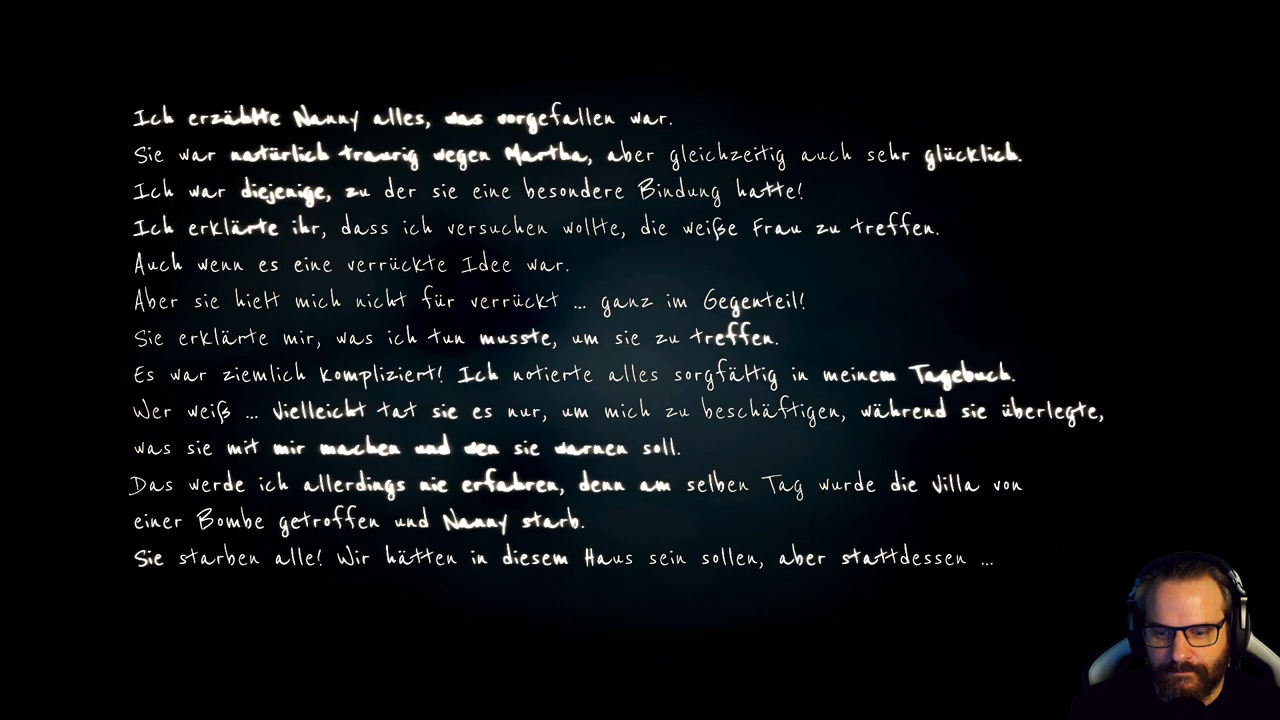 Ich erzählte Nanny alles, was vorgefallen war.
Sie war natürlich traurig wegen Martha, aber gleichzeitig auch sehr glücklich.
Ich war diejenige, zu der sie eine besondere Bindung hatte!
Ich erklärte ihr, dass ich versuchen wollte, die weiße Frau zu treffen.
Auch wenn es eine verrückte Idee war.
Aber sie hielt mich nicht für verrückt ... ganz im Gegenteil!
Sie erklärte mir, was ich tun musste, um sie zu treffen.
Es war ziemlich kompliziert! Ich notierte alles sorgfältig in meinem Tagebuch.
Wer weiß ... vielleicht tat sie es nur, um mich zu beschäftigen, während sie überlegte,
was sie mit mir machen und wen sie warnen soll.
Das werde ich allerdings nie erfahren, denn am selben Tag wurde die Villa von
einer Bombe getroffen und Nanny starb.
Sie starben alle! Wir hätten in diesem Haus sein sollen, aber stattdessen ...